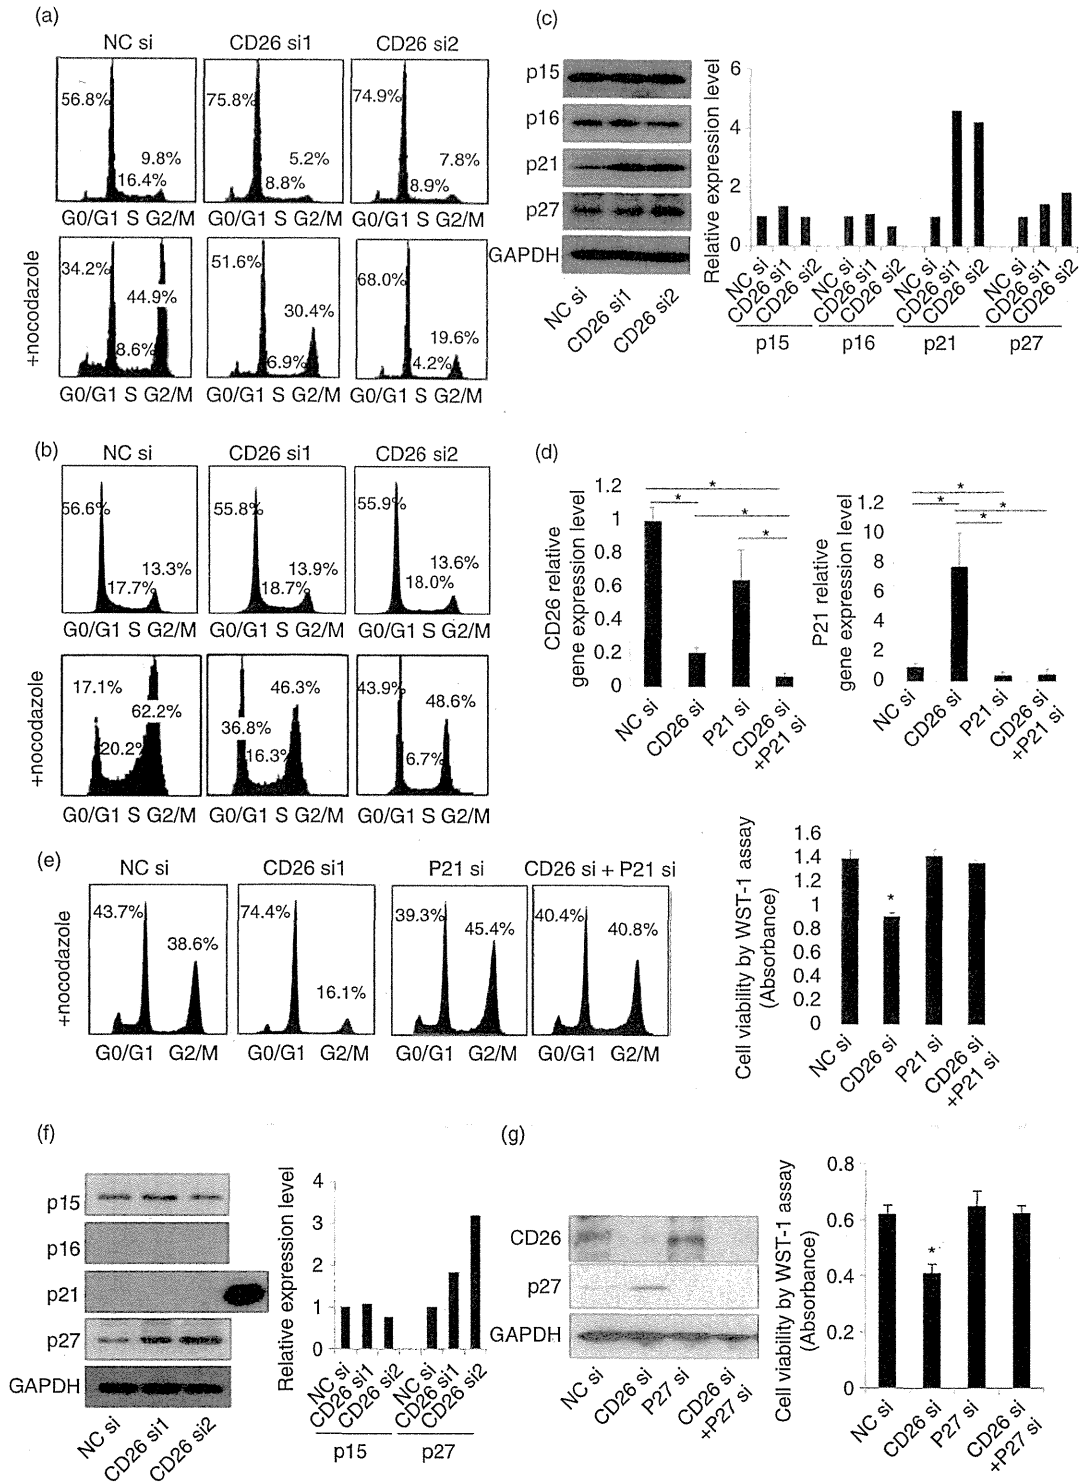 (a)
NC si CD26 si1 CD26 si2
56.8% 16.4% 9.8%
75.8% 8.8% 5.2%
74.9% 8.9% 7.8%
G0/G1 S G2/M G0/G1 S G2/M G0/G1 S G2/M
+nocodazole
34.2% 8.6% 44.9%
51.6% 6.9% 30.4%
68.0% 4.2% 19.6%
G0/G1 S G2/M G0/G1 S G2/M G0/G1 S G2/M
(b)
NC si CD26 si1 CD26 si2
56.6% 17.7% 13.3%
55.8% 18.7% 13.9%
55.9% 18.0% 13.6%
G0/G1 S G2/M G0/G1 S G2/M G0/G1 S G2/M
+nocodazole
17.1% 20.2% 62.2%
36.8% 16.3% 46.3%
43.9% 6.7% 48.6%
G0/G1 S G2/M G0/G1 S G2/M G0/G1 S G2/M
(c)
p15
p16
p21
p27
GAPDH
NC si CD26 si1 CD26 si2
Relative expression level
6
4
2
0
NC si CD26 si1 CD26 si2 NC si CD26 si1 CD26 si2 NC si CD26 si1 CD26 si2 NC si CD26 si1 CD26 si2
p15 p16 p21 p27
(d)
CD26 relative
gene expression level
1.2
1
0.8
0.6
0.4
0.2
0
* * * *
NC si CD26 si P21 si CD26 si
+P21 si
P21 relative
gene expression level
1.2
10
8
6
4
2
0
* * * *
NC si CD26 si P21 si CD26 si
+P21 si
(e)
NC si CD26 si1 P21 si CD26 si + P21 si
+nocodazole
43.7% 38.6%
74.4% 16.1%
39.3% 45.4%
40.4% 40.8%
G0/G1 G2/M G0/G1 G2/M G0/G1 G2/M G0/G1 G2/M
Cell viability by WST-1 assay
(Absorbance)
1.6
1.4
1.2
1
0.8
0.6
0.4
0.2
0
*
NC si CD26 si P21 si CD26 si
+P21 si
(f)
p15
p16
p21
p27
GAPDH
NC si CD26 si1 CD26 si2
Relative expression level
4
3
2
1
0
NC si CD26 si1 CD26 si2 NC si CD26 si1 CD26 si2
p15 p27
(g)
CD26
p27
GAPDH
NC si CD26 si P27 si CD26 si
+P27 si
Cell viability by WST-1 assay
(Absorbance)
0.8
0.6
0.4
0.2
0
*
NC si CD26 si P27 si CD26 si
+P27 si